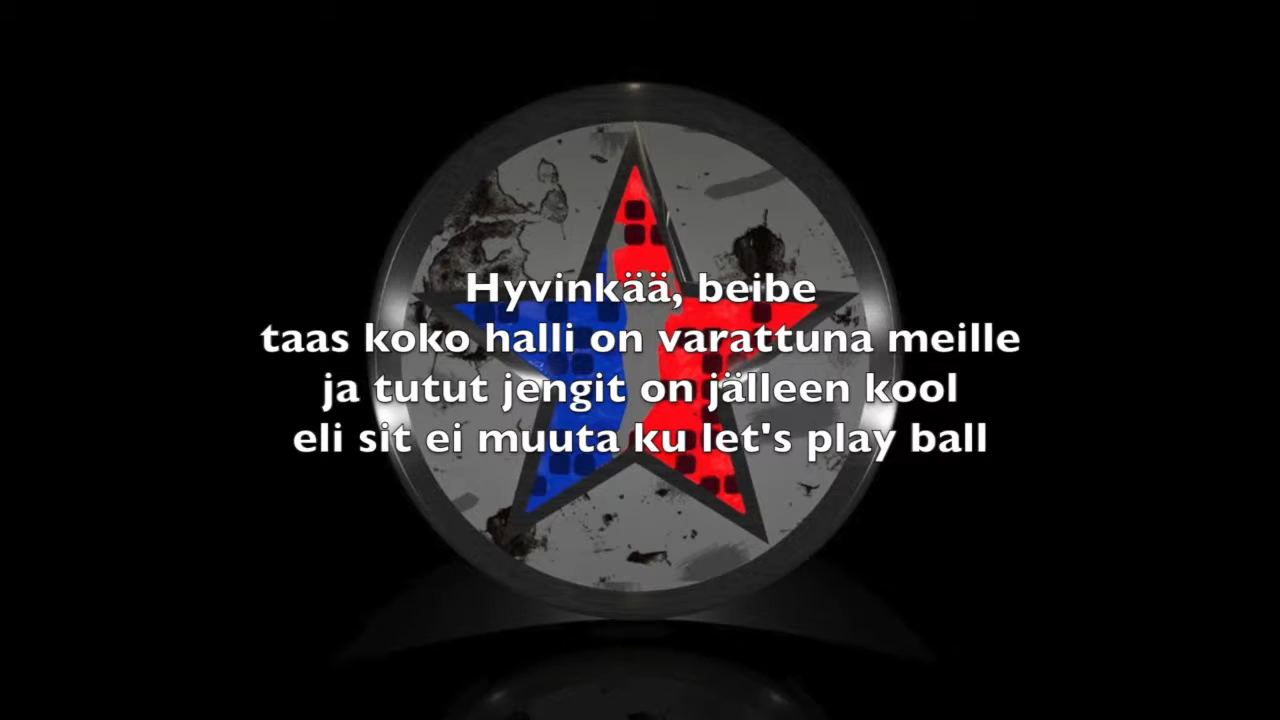 Hyvinkää, beibe
taas koko halli on varattuna meille
ja tutut jengit on jälleen kool
eli sit ei muuta ku let's play ball